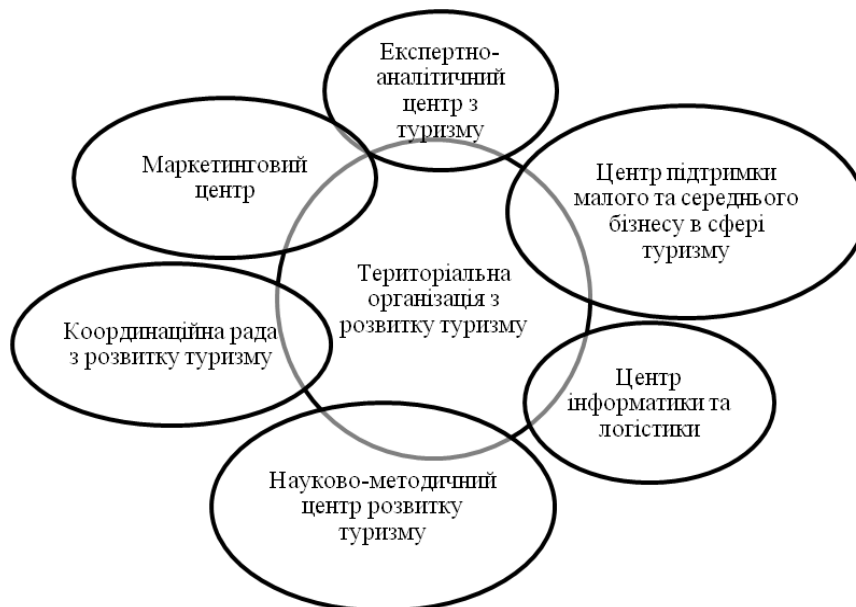 Експертно-
аналітичний
центр з
туризму
Маркетинговий
центр
Центр підтримки
малого та середнього
бізнесу в сфері
туризму
Територіальна
організація з
розвитку туризму
Координаційна рада
з розвитку туризму
Центр
інформатики та
логістики
Науково-методичний
центр розвитку
туризму